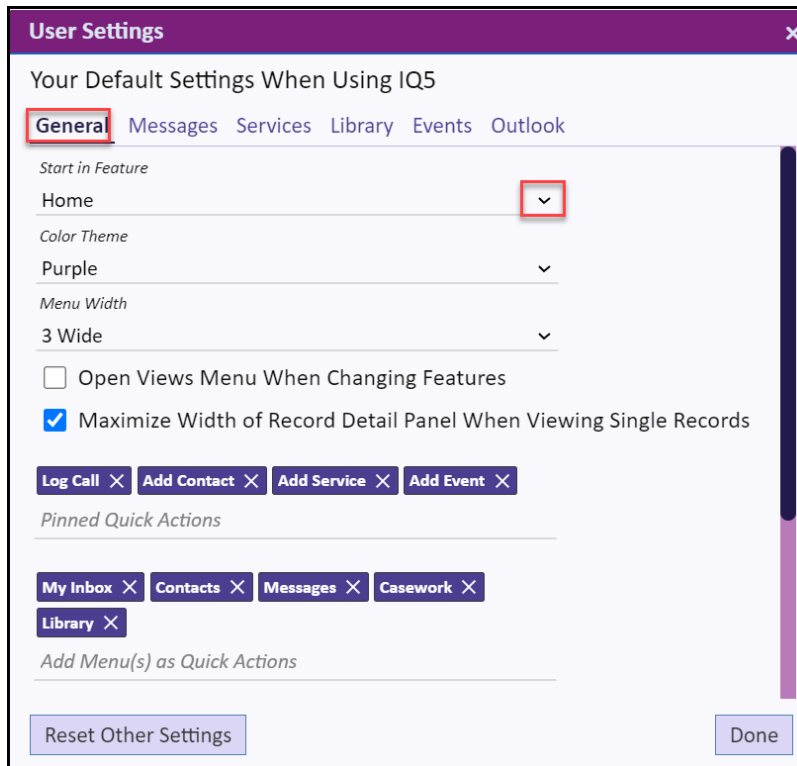 User Settings
Your Default Settings When Using IQ5
General Messages Services Library Events Outlook
Start in Feature
Home
Color Theme
Purple
Menu Width
3 Wide
Open Views Menu When Changing Features
Maximize Width of Record Detail Panel When Viewing Single Records
Log Call Add Contact Add Service Add Event
Pinned Quick Actions
My Inbox Contacts Messages Casework
Library
Add Menu(s) as Quick Actions
Reset Other Settings Done